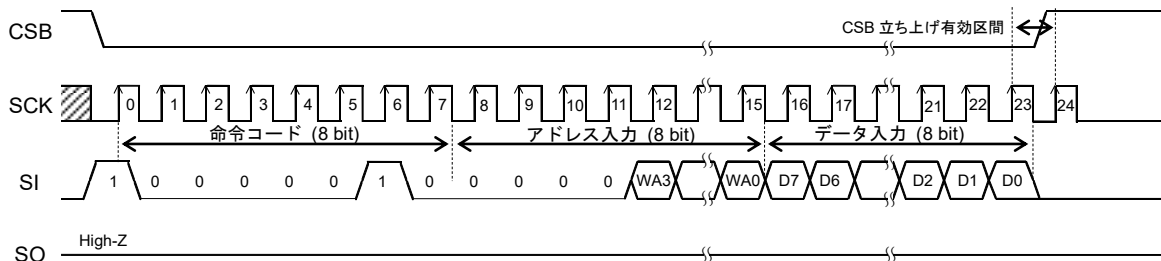 CSB
CSB 立ち上げ有効区間
SCK
0 1 2 3 4 5 6 7 8 9 10 11 12 15 16 17 21 22 23 24
命令コード (8 bit) アドレス入力 (8 bit) データ入力 (8 bit)
SI
1 0 0 0 0 0 1 0 0 0 0 0 WA3 WA0 D7 D6 D2 D1 D0
High-Z
SO